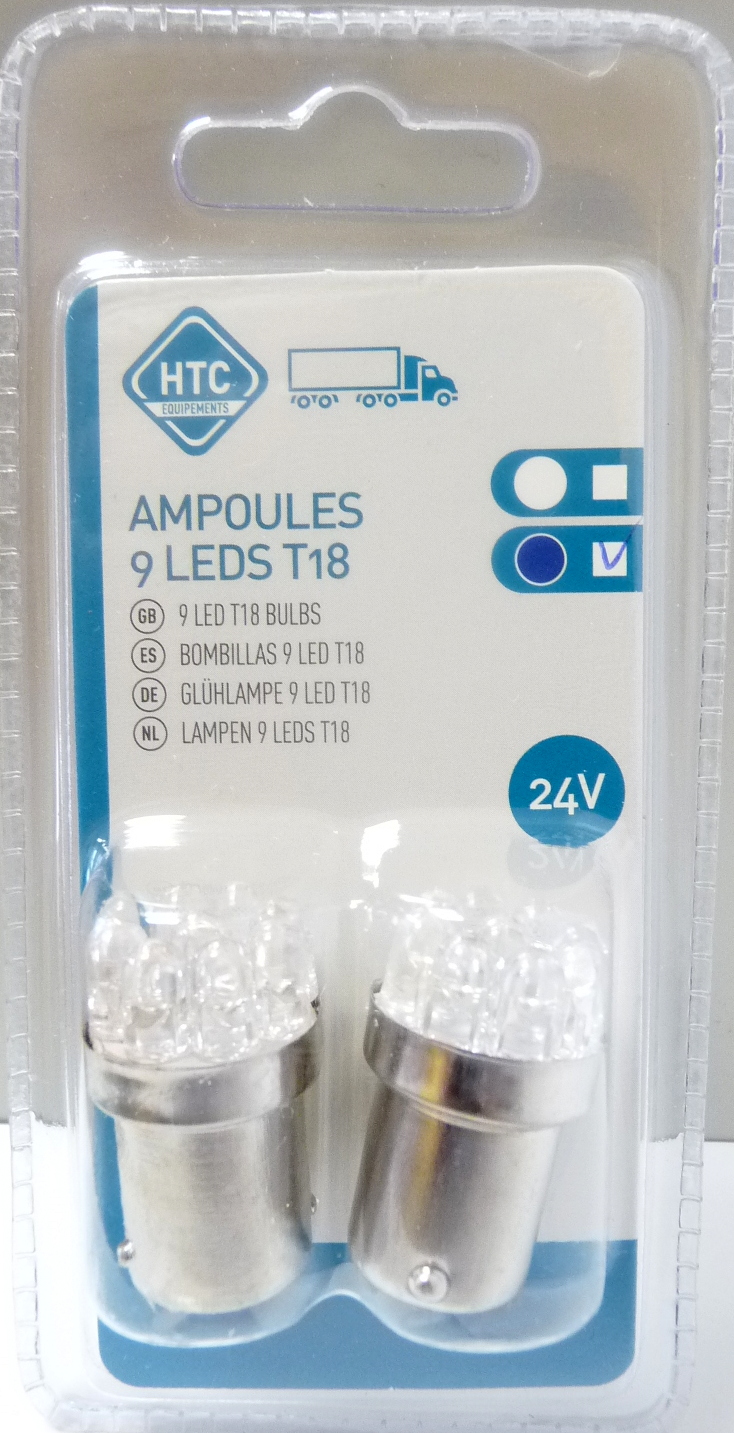 HTC
EQUIPEMENTS
AMPOULES
9 LEDS T18
GB 9 LED T18 BULBS
ES BOMBILLAS 9 LED T18
DE GLÜHLAMPE 9 LED T18
NL LAMPEN 9 LEDS T18
24V